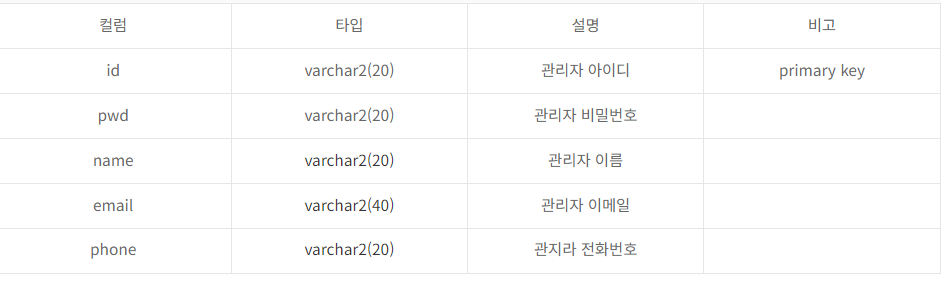 컬럼 타입 설명 비고
id varchar2(20) 관리자 아이디 primary key
pwd varchar2(20) 관리자 비밀번호
name varchar2(20) 관리자 이름
email varchar2(40) 관리자 이메일
phone varchar2(20) 관지라 전화번호